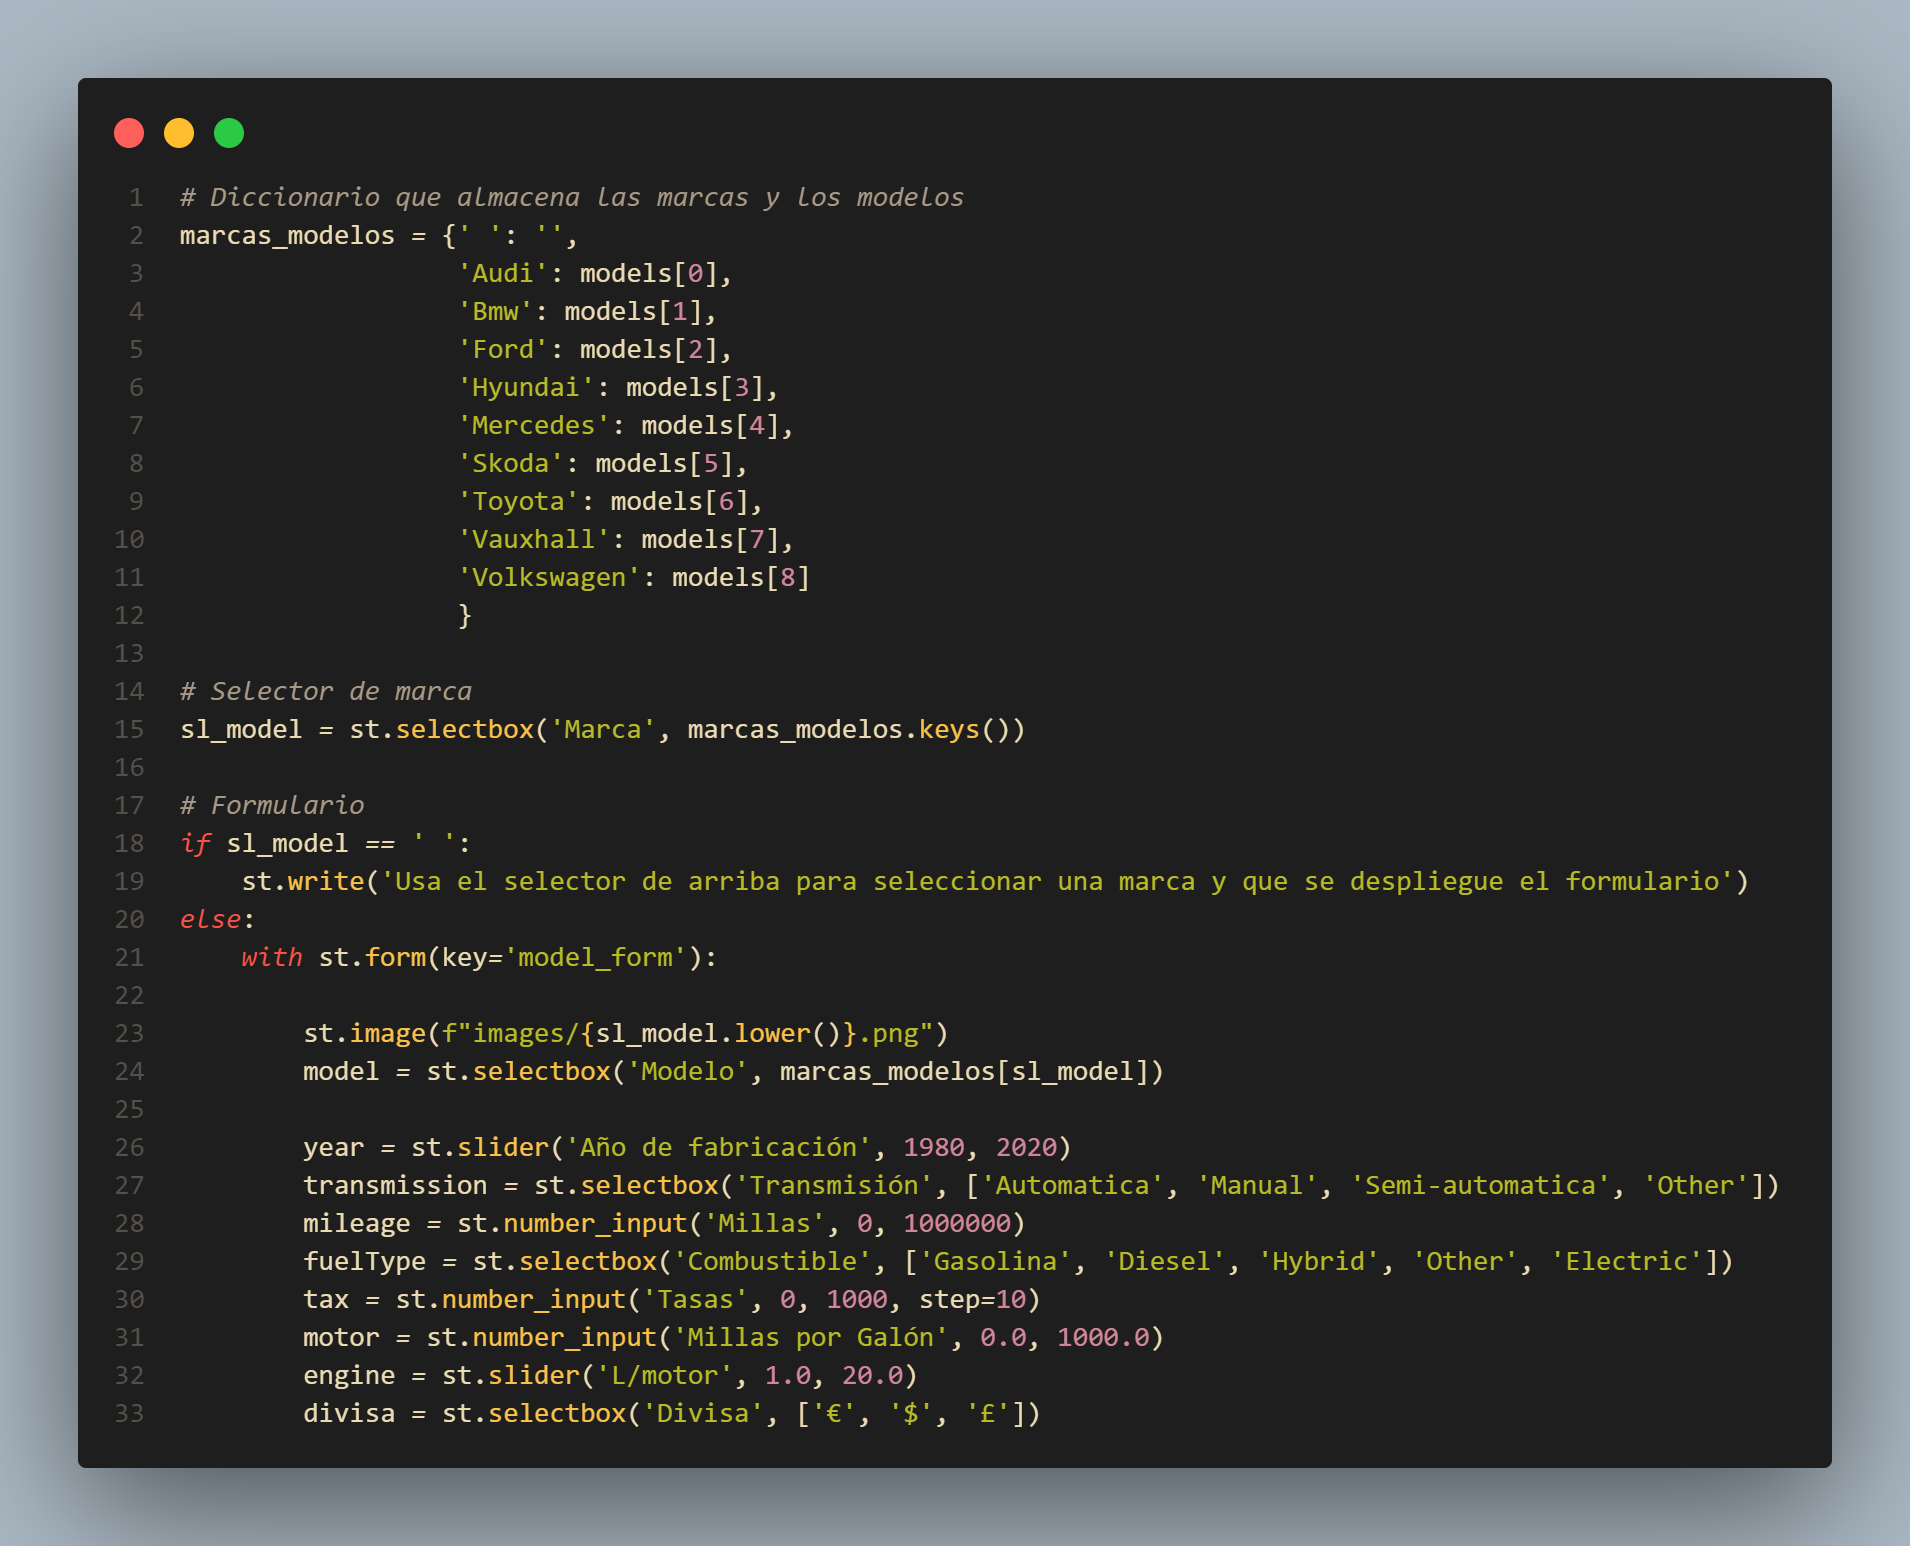 1 # Diccionario que almacena las marcas y los modelos
2 marcas_modelos = {' ': '',
3                   'Audi': models[0],
4                   'Bmw': models[1],
5                   'Ford': models[2],
6                   'Hyundai': models[3],
7                   'Mercedes': models[4],
8                   'Skoda': models[5],
9                   'Toyota': models[6],
10                   'Vauxhall': models[7],
11                   'Volkswagen': models[8]
12                   }
13
14 # Selector de marca
15 sl_model = st.selectbox('Marca', marcas_modelos.keys())
16
17 # Formulario
18 if sl_model == ' ':
19     st.write('Usa el selector de arriba para seleccionar una marca y que se despliegue el formulario')
20 else:
21     with st.form(key='model_form'):
22
23         st.image(f"images/{sl_model.lower()}.png")
24         model = st.selectbox('Modelo', marcas_modelos[sl_model])
25
26         year = st.slider('Año de fabricación', 1980, 2020)
27         transmission = st.selectbox('Transmisión', ['Automatica', 'Manual', 'Semi-automatica', 'Other'])
28         mileage = st.number_input('Millas', 0, 1000000)
29         fuelType = st.selectbox('Combustible', ['Gasolina', 'Diesel', 'Hybrid', 'Other', 'Electric'])
30         tax = st.number_input('Tasas', 0, 1000, step=10)
31         motor = st.number_input('Millas por Galón', 0.0, 1000.0)
32         engine = st.slider('L/motor', 1.0, 20.0)
33         divisa = st.selectbox('Divisa', ['€', '$', '£'])